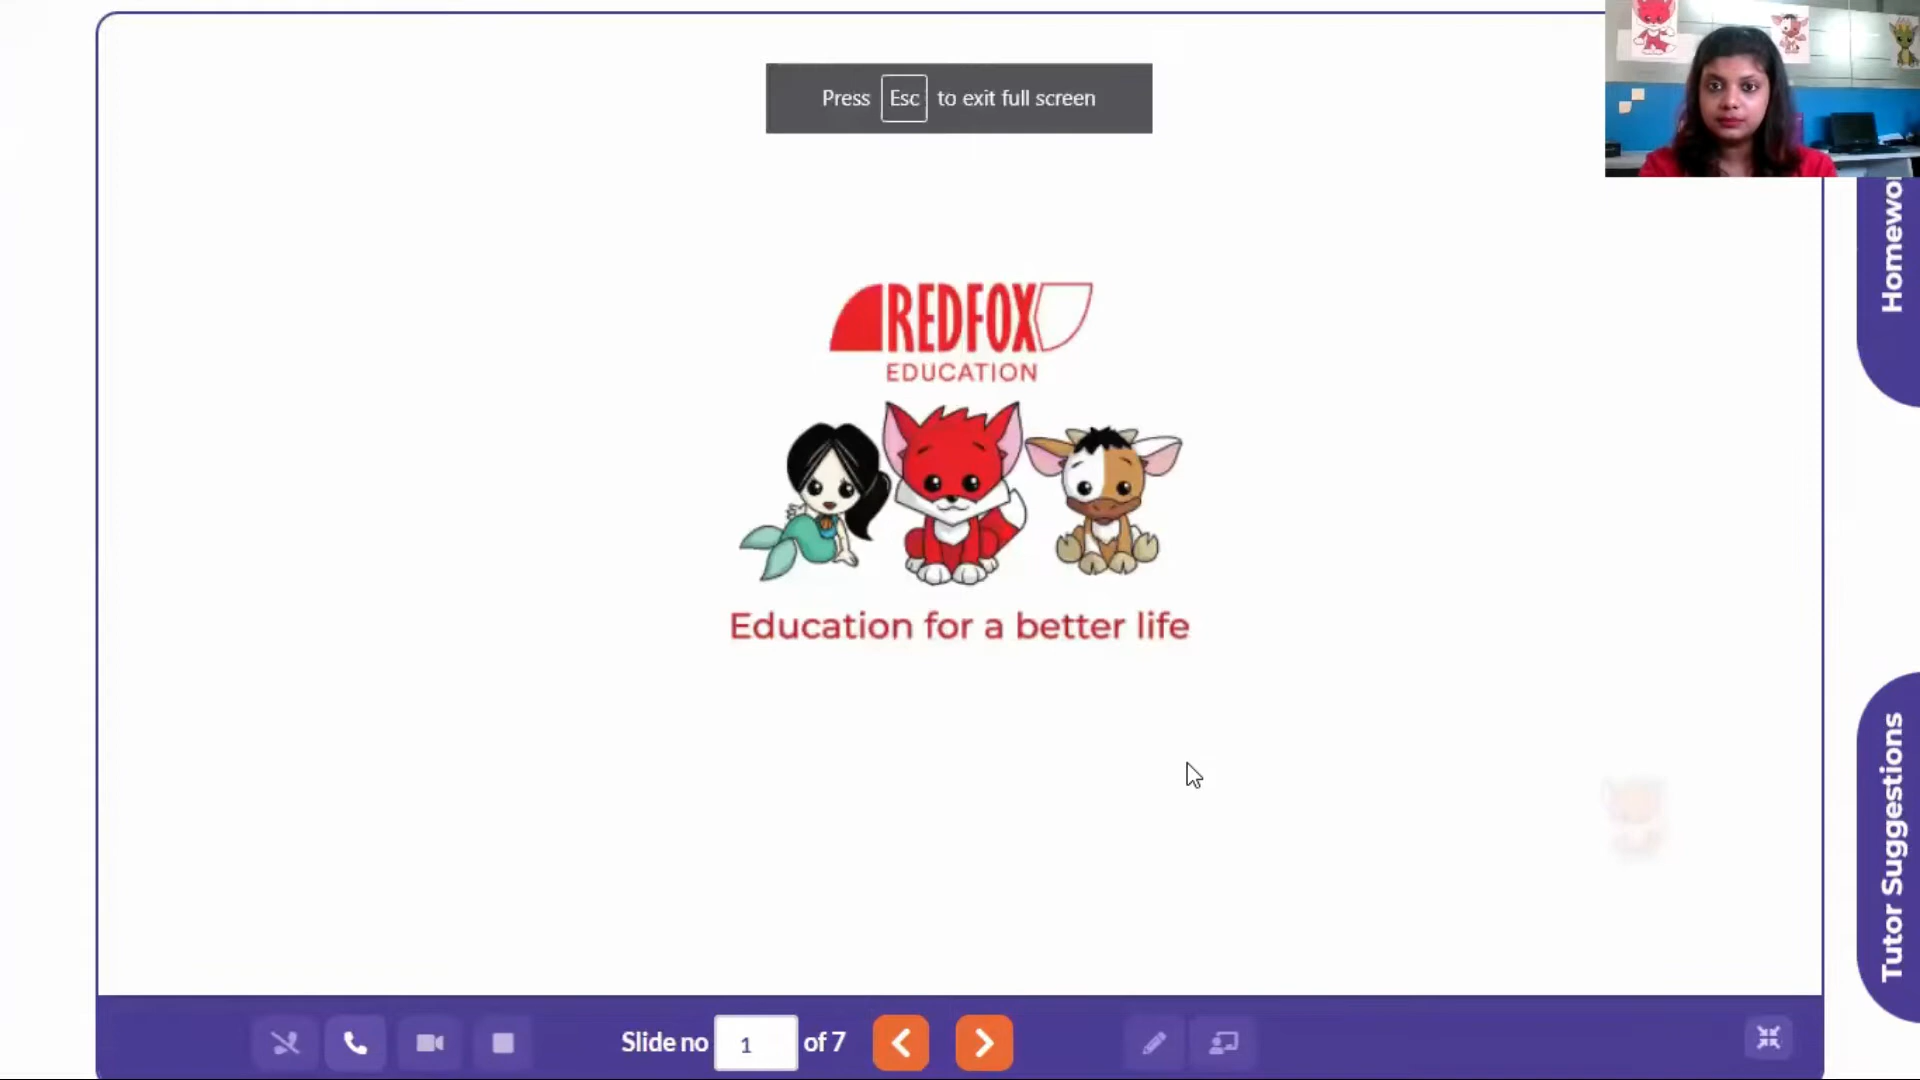 Press Esc to exit full screen
REDFOX
EDUCATION
Education for a better life
Tutor Suggestions
Slide no 1 of 7